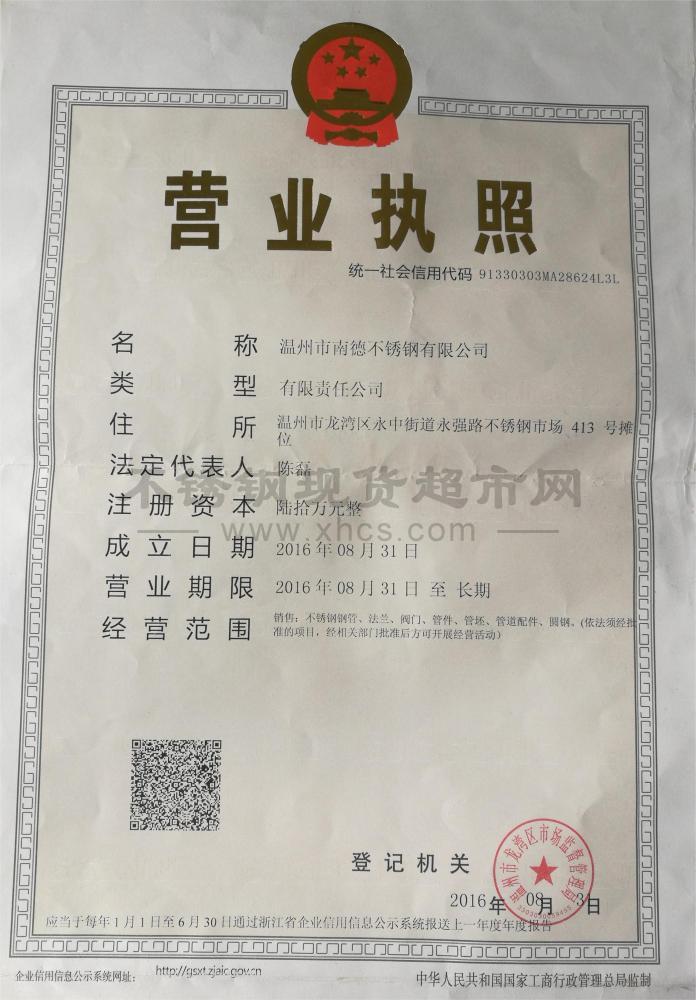 营业执照
统一社会信用代码 91330303MA28624L3L
名称 温州市南德不锈钢有限公司
类型 有限责任公司
住所 温州市龙湾区永中街道永强路不锈钢市场 413 号摊
位
法定代表人 陈磊
不锈钢现货超市网
注册资本 陆拾万元整
www.xhcs.com
成立日期 2016年08月31日
营业期限 2016年08月31日 至 长期
经营范围 销售：不锈钢钢管、法兰、阀门、管件、管坯、管道配件、圆钢。(依法须经批
准的项目，经相关部门批准后方可开展经营活动)
登记机关
温州市龙湾区市场监督管理局
2016年 08月 31日
应当于每年1月1日至6月30日通过浙江省企业信用信息公示系统报送上一年度年度报告
企业信用信息公示系统网址： http://gsxt.zjaic.gov.cn
中华人民共和国国家工商行政管理总局监制